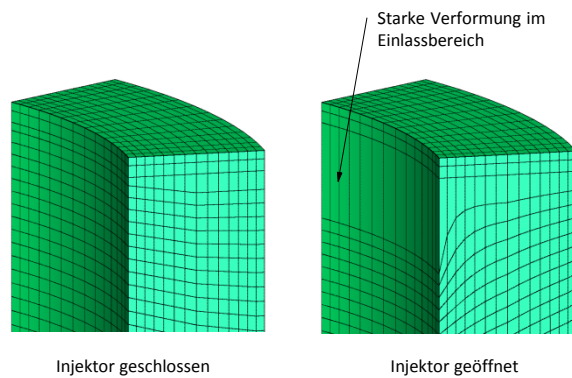 Starke Verformung im
Einlassbereich
Injektor geschlossen
Injektor geöffnet